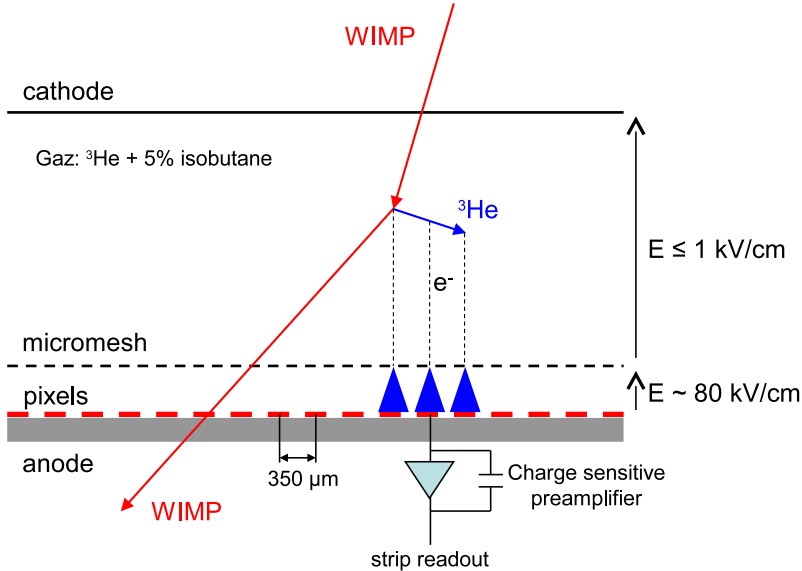 WIMP
cathode
Gaz: ³He + 5% isobutane
³He
E ≤ 1 kV/cm
e⁻
micromesh
pixels
E ~ 80 kV/cm
anode
350 µm
Charge sensitive
preamplifier
WIMP
strip readout